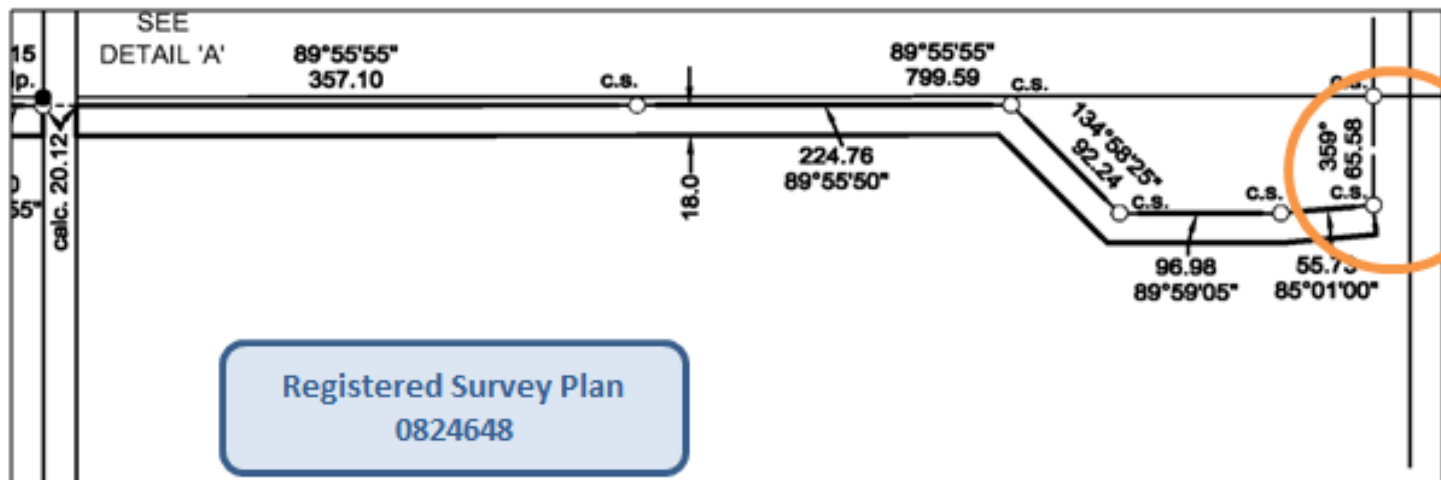 SEE
DETAIL 'A'
15
lp.
89°55'55"
357.10
c.s.
89°55'55"
799.59
c.s.
c.s.
134°58'25"
92.24
359°
65.58
224.76
89°55'50"
18.0
calc. 20.12
55"
c.s.
c.s.
c.s.
96.98
89°59'05"
85°01'00"
Registered Survey Plan
0824648